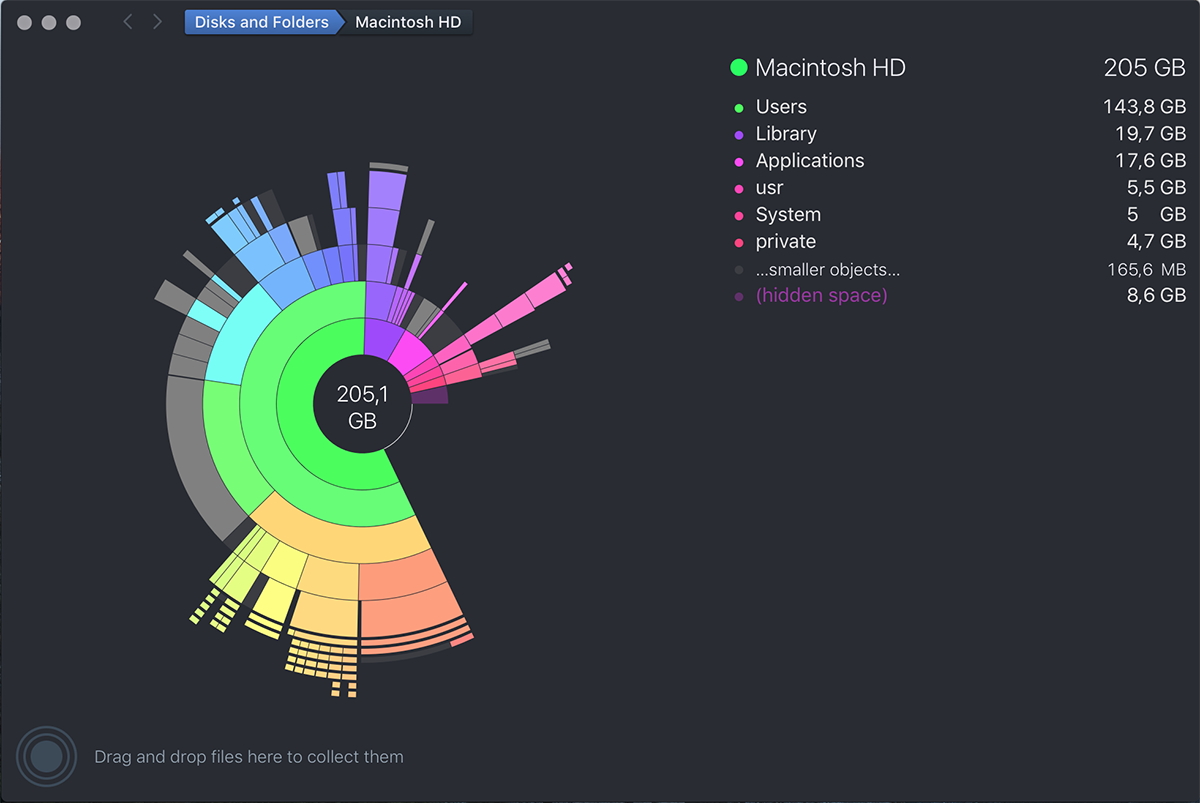 Disks and Folders Macintosh HD
Macintosh HD 205 GB
Users 143,8 GB
Library 19,7 GB
Applications 17,6 GB
usr 5,5 GB
System 5 GB
private 4,7 GB
...smaller objects... 165,6 MB
(hidden space) 8,6 GB
205,1
GB
Drag and drop files here to collect them